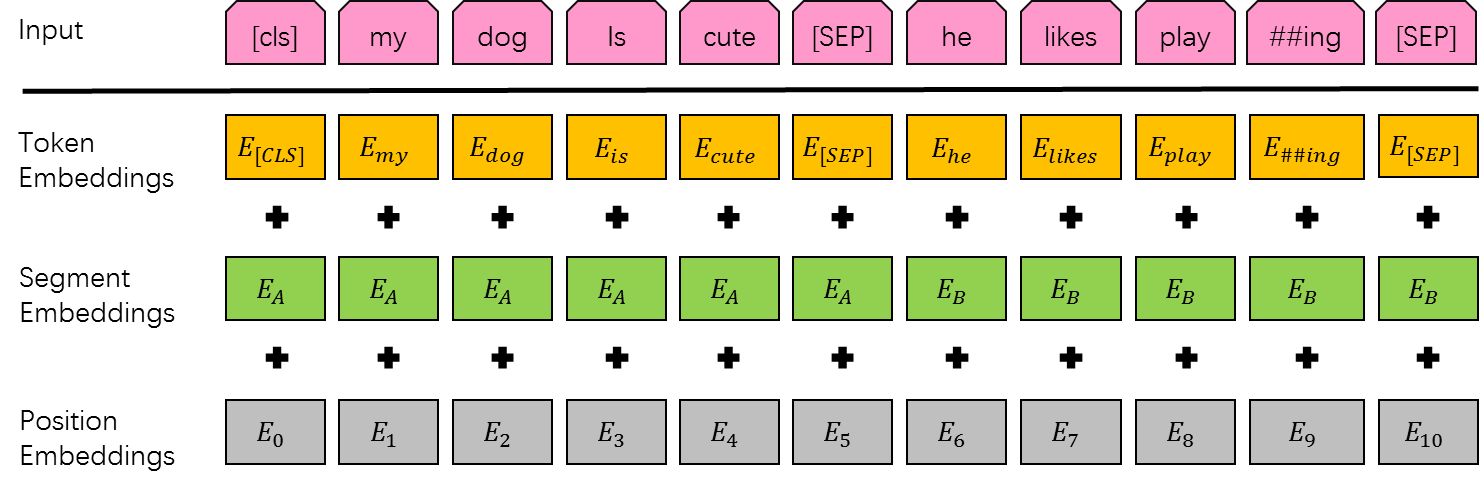 Input [cls] my dog Is cute [SEP] he likes play ##ing [SEP]
Token
Embeddings
E[CLS] Emy Edog Eis Ecute E[SEP] Ehe Elikes Eplay E##ing E[SEP]
+ + + + + + + + + + +
Segment
Embeddings
EA EA EA EA EA EA EB EB EB EB EB
+ + + + + + + + + + +
Position
Embeddings
E0 E1 E2 E3 E4 E5 E6 E7 E8 E9 E10